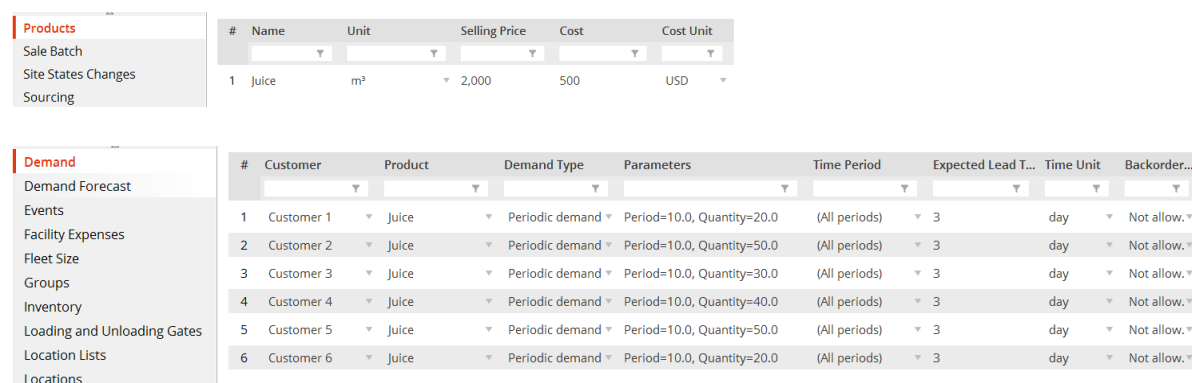 Products
Sale Batch
Site States Changes
Sourcing
# Name Unit Selling Price Cost Cost Unit
1 Juice m³ 2,000 500 USD
Demand
Demand Forecast
Events
Facility Expenses
Fleet Size
Groups
Inventory
Loading and Unloading Gates
Location Lists
Locations
# Customer Product Demand Type Parameters Time Period Expected Lead T... Time Unit Backorder...
1 Customer 1 Juice Periodic demand Period=10.0, Quantity=20.0 (All periods) 3 day Not allow.
2 Customer 2 Juice Periodic demand Period=10.0, Quantity=50.0 (All periods) 3 day Not allow.
3 Customer 3 Juice Periodic demand Period=10.0, Quantity=30.0 (All periods) 3 day Not allow.
4 Customer 4 Juice Periodic demand Period=10.0, Quantity=40.0 (All periods) 3 day Not allow.
5 Customer 5 Juice Periodic demand Period=10.0, Quantity=50.0 (All periods) 3 day Not allow.
6 Customer 6 Juice Periodic demand Period=10.0, Quantity=20.0 (All periods) 3 day Not allow.